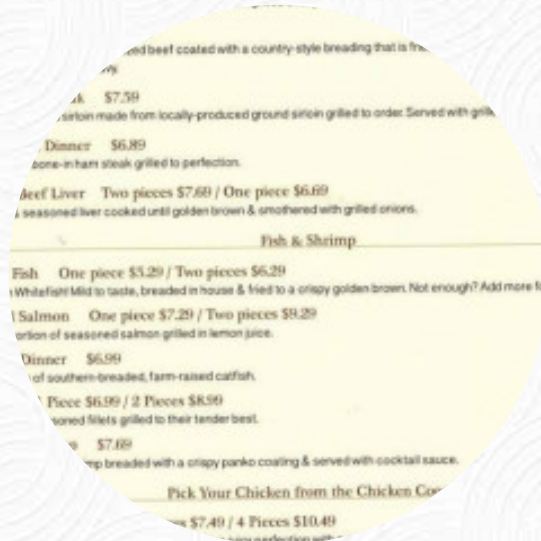 beef coated with a country-style breading that is
$7.59
sirloin made from locally-produced ground sirloin grilled to order. Served with
Dinner $6.89
bone-in ham steak grilled to perfection.
Beef Liver Two pieces $7.69 / One piece $6.69
seasoned liver cooked until golden brown & smothered with grilled onions.
Fish & Shrimp
Fish One piece $5.29 / Two pieces $6.29
Whitefish! Mild to taste, breaded in house & fried to a crispy golden brown. Not enough? Add more
Salmon One piece $7.29 / Two pieces $9.29
of seasoned salmon grilled in lemon juice.
Dinner $6.99
of southern-breaded, farm-raised catfish.
Piece $6.99 / 2 Pieces $8.99
fillets grilled to their tender best.
$7.69
breaded with a crispy panko coating & served with cocktail sauce.
Pick Your Chicken from the Chicken
$7.49 / 4 Pieces $10.49